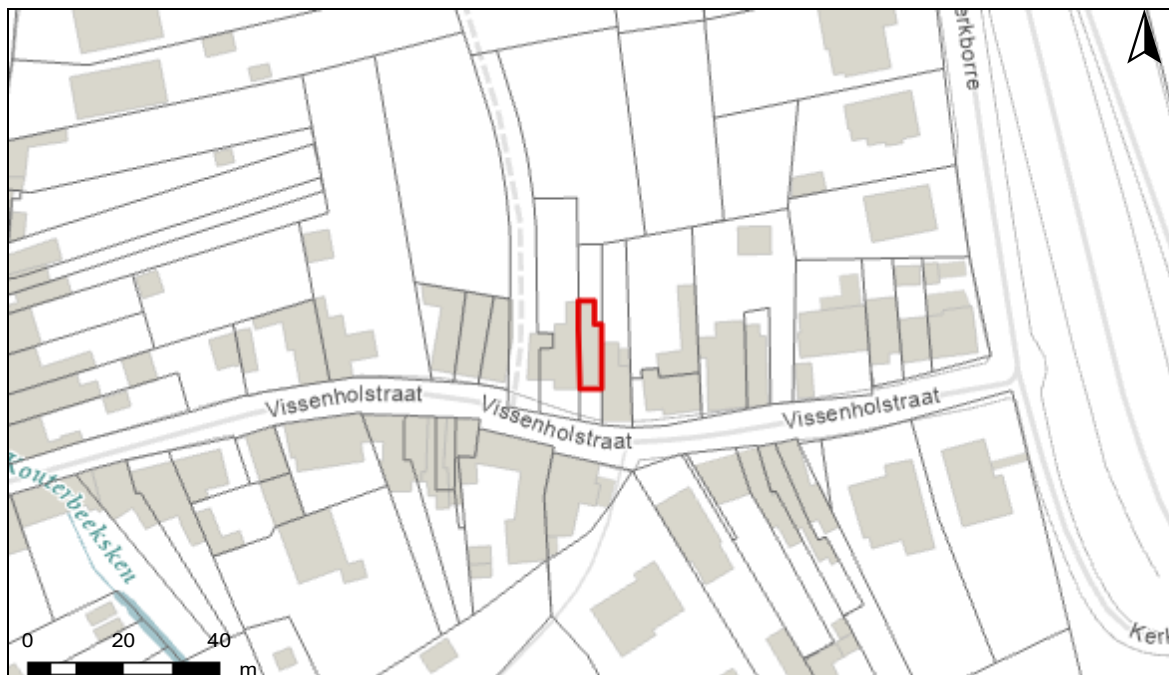 erkborre
Vissenholstraat
Vissenholstraat
Vissenholstraat
Kouterbeeksken
0 20 40
m
Kerk